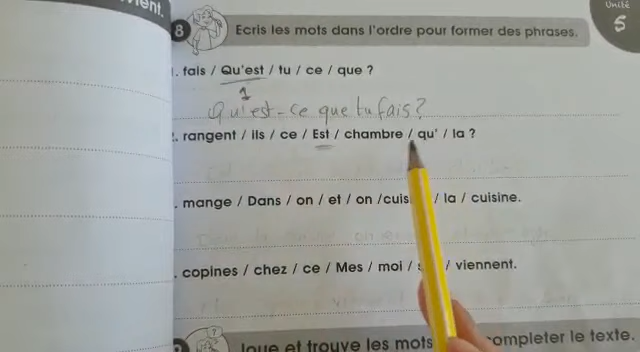 Unité
5
8 Ecris les mots dans l'ordre pour former des phrases.
1. fais / Qu'est / tu / ce / que ?
1
Qu'est-ce que tu fais ?
2. rangent / ils / ce / Est / chambre / qu' / la ?
. mange / Dans / on / et / on /cuis / la / cuisine.
. copines / chez / ce / Mes / moi / / viennent.
Joue et trouve les mots completer le texte.